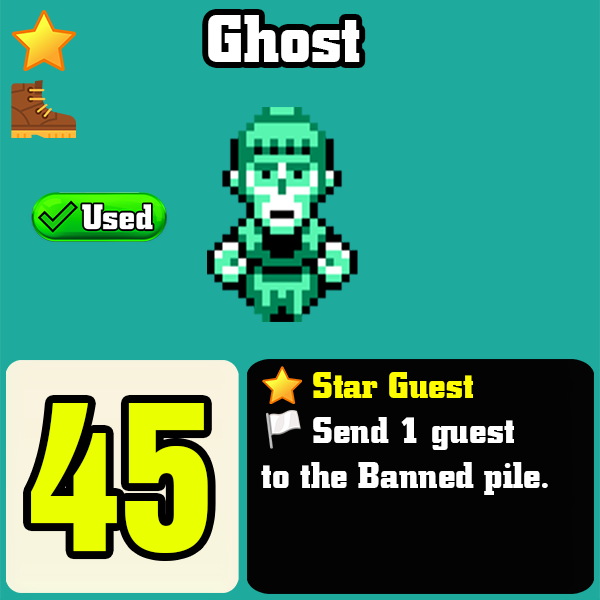 Ghost
Used
45
Star Guest
Send 1 guest
to the Banned pile.